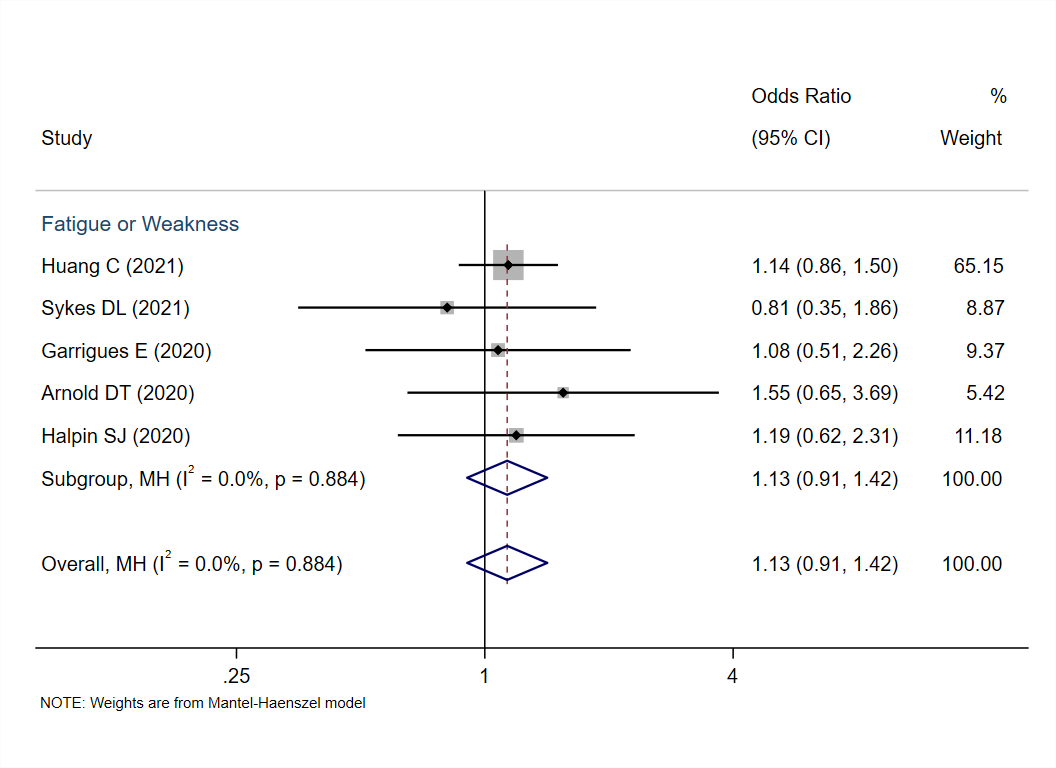 Odds Ratio %
Study (95% CI) Weight
Fatigue or Weakness
Huang C (2021) 1.14 (0.86, 1.50) 65.15
Sykes DL (2021) 0.81 (0.35, 1.86) 8.87
Garrigues E (2020) 1.08 (0.51, 2.26) 9.37
Arnold DT (2020) 1.55 (0.65, 3.69) 5.42
Halpin SJ (2020) 1.19 (0.62, 2.31) 11.18
Subgroup, MH (I² = 0.0%, p = 0.884) 1.13 (0.91, 1.42) 100.00
Overall, MH (I² = 0.0%, p = 0.884) 1.13 (0.91, 1.42) 100.00
.25 1 4
NOTE: Weights are from Mantel-Haenszel model